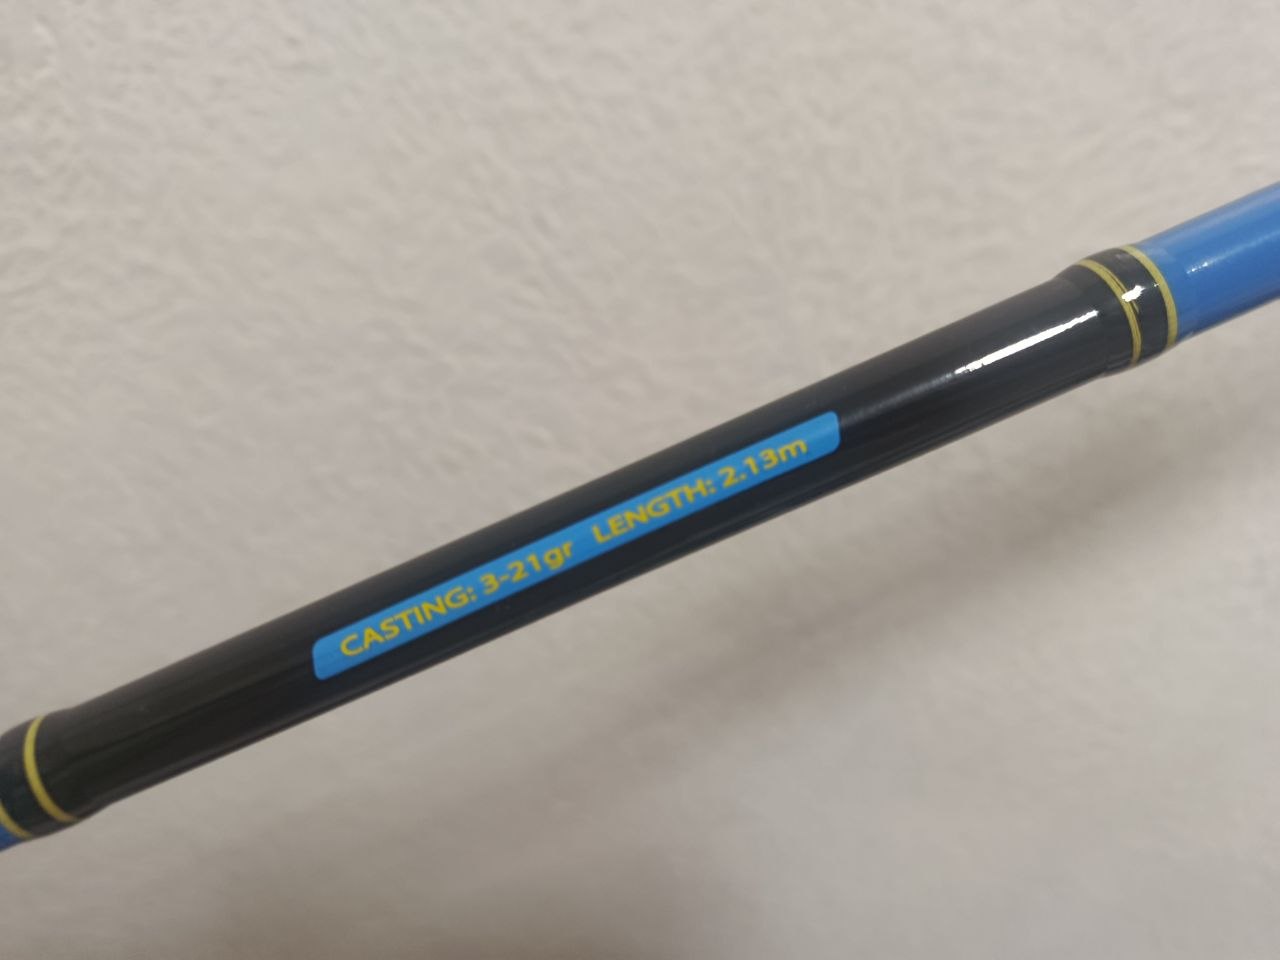 CASTING: 3-21gr LENGTH: 2.13m